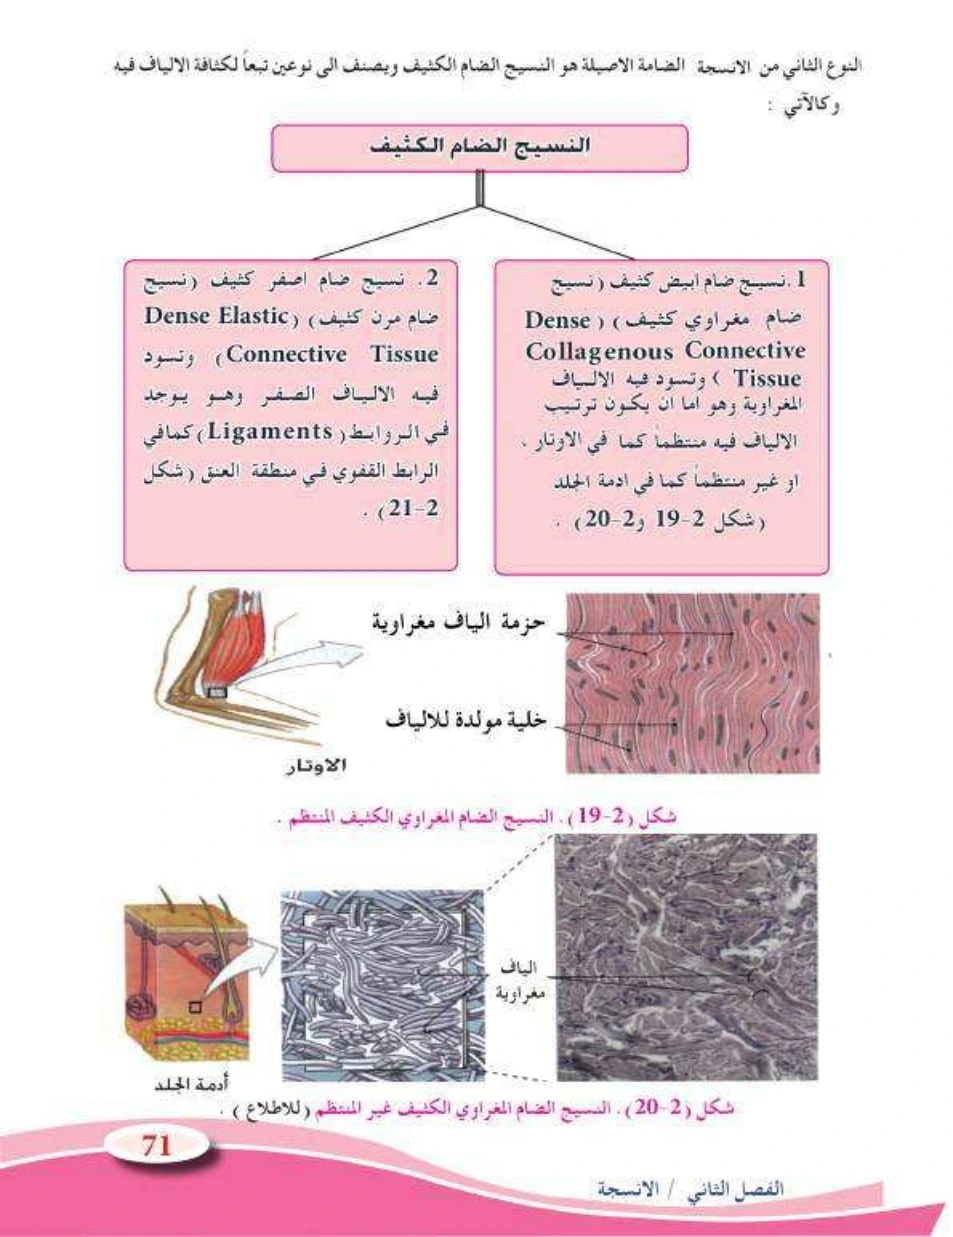 النوع الثاني من الانسجة الضامة الاصيلة هو النسيج الضام الكثيف ويصنف الى نوعين تبعاً لكثافة الالياف فيه
وكالآتي :
النسيج الضام الكثيف
1. نسيج ضام ابيض كثيف (نسيج
ضام مغراوي كثيف) (Dense
Collagenous Connective
Tissue) وتسود فيه الالياف
المغراوية وهو اما ان يكون ترتيب
الالياف فيه منتظماً كما في الاوتار ،
او غير منتظماً كما في ادمة الجلد
(شكل 2-19 و2-20) .
2. نسيج ضام اصفر كثيف (نسيج
ضام مرن كثيف) (Dense Elastic
Connective Tissue) وتسود
فيه الالياف الصفر وهو يوجد
في الروابط (Ligaments) كما في
الرابط القفوي في منطقة العنق (شكل
2-21) .
حزمة الياف مغراوية
خلية مولدة للالياف
الاوتار
شكل (2-19). النسيج الضام المغراوي الكثيف المنتظم .
الياف
مغراوية
أدمة الجلد
شكل (2-20). النسيج الضام المغراوي الكثيف غير المنتظم (للاطلاع) .
71
الفصل الثاني / الانسجة